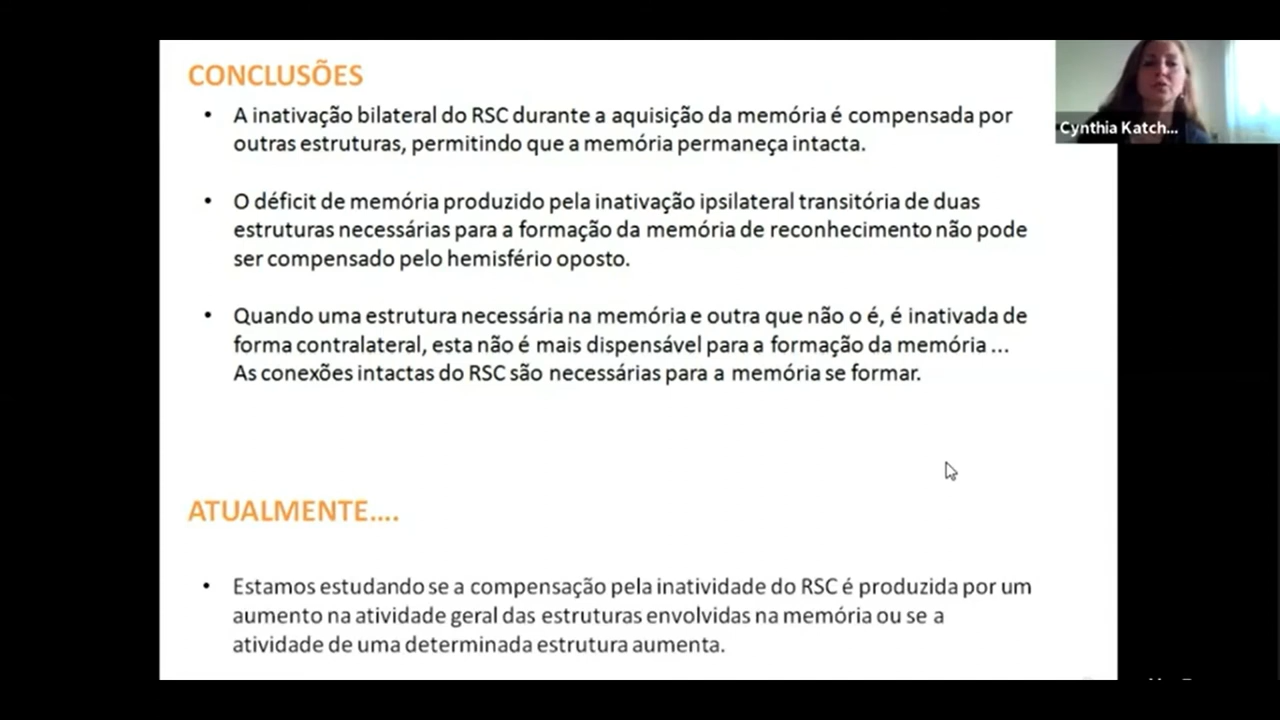 CONCLUSÕES
• A inativação bilateral do RSC durante a aquisição da memória é compensada por
outras estruturas, permitindo que a memória permaneça intacta.
• O déficit de memória produzido pela inativação ipsilateral transitória de duas
estruturas necessárias para a formação da memória de reconhecimento não pode
ser compensado pelo hemisfério oposto.
• Quando uma estrutura necessária na memória e outra que não o é, é inativada de
forma contralateral, esta não é mais dispensável para a formação da memória ...
As conexões intactas do RSC são necessárias para a memória se formar.
ATUALMENTE....
• Estamos estudando se a compensação pela inatividade do RSC é produzida por um
aumento na atividade geral das estruturas envolvidas na memória ou se a
atividade de uma determinada estrutura aumenta.
Cynthia Katch...